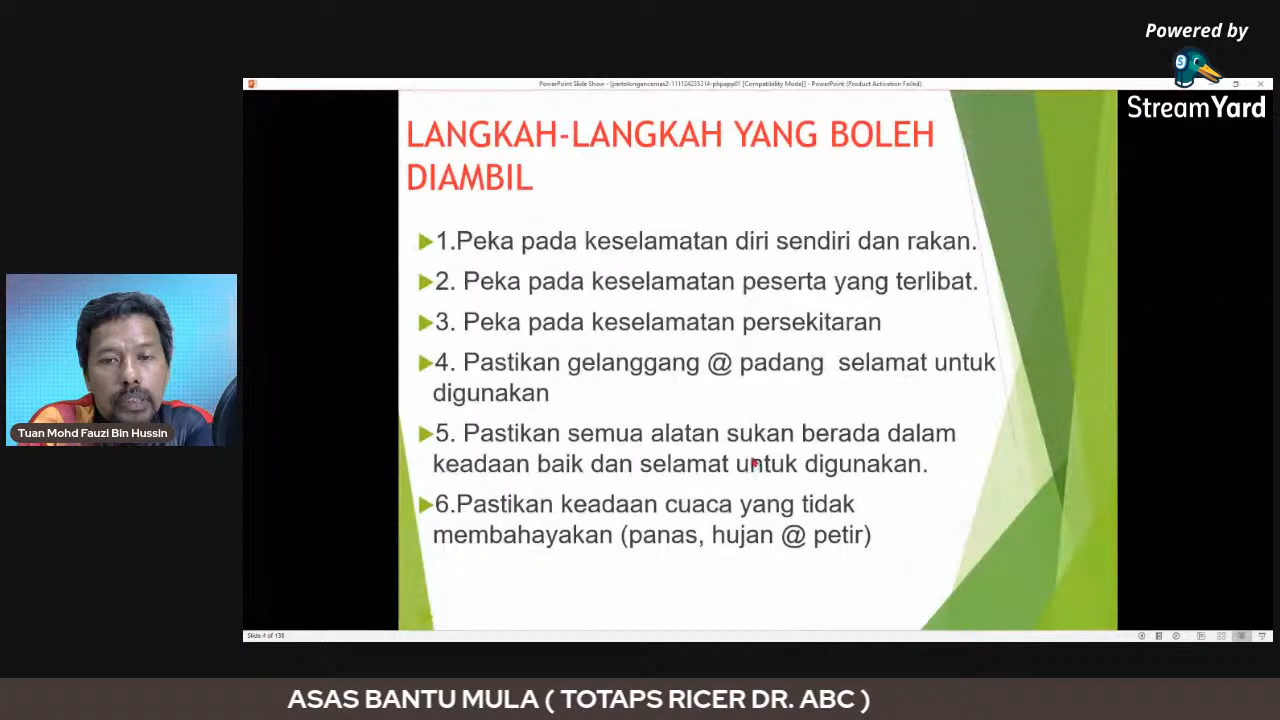 Powered by
StreamYard
PowerPoint Slide Show - [pertolongancemas2-111124235314-phpapp01 [Compatibility Mode]] - PowerPoint (Product Activation Failed)
LANGKAH-LANGKAH YANG BOLEH
DIAMBIL
1.Peka pada keselamatan diri sendiri dan rakan.
2. Peka pada keselamatan peserta yang terlibat.
3. Peka pada keselamatan persekitaran
4. Pastikan gelanggang @ padang selamat untuk
digunakan
5. Pastikan semua alatan sukan berada dalam
keadaan baik dan selamat untuk digunakan.
6.Pastikan keadaan cuaca yang tidak
membahayakan (panas, hujan @ petir)
Tuan Mohd Fauzi Bin Hussin
Slide 4 of 138
ASAS BANTU MULA ( TOTAPS RICER DR. ABC )